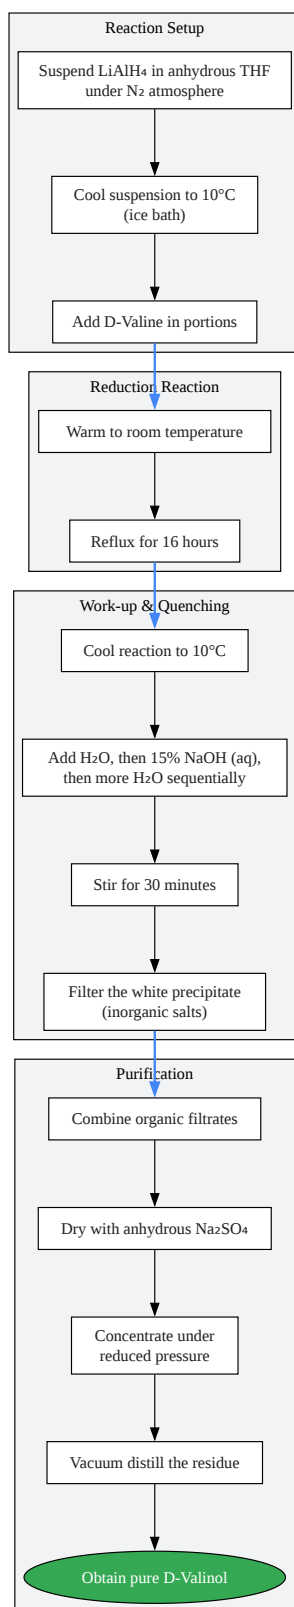 Reaction Setup
Suspend LiAlH₄ in anhydrous THF
under N₂ atmosphere
Cool suspension to 10°C
(ice bath)
Add D-Valine in portions
Reduction Reaction
Warm to room temperature
Reflux for 16 hours
Work-up & Quenching
Cool reaction to 10°C
Add H₂O, then 15% NaOH (aq),
then more H₂O sequentially
Stir for 30 minutes
Filter the white precipitate
(inorganic salts)
Purification
Combine organic filtrates
Dry with anhydrous Na₂SO₄
Concentrate under
reduced pressure
Vacuum distill the residue
Obtain pure D-Valinol